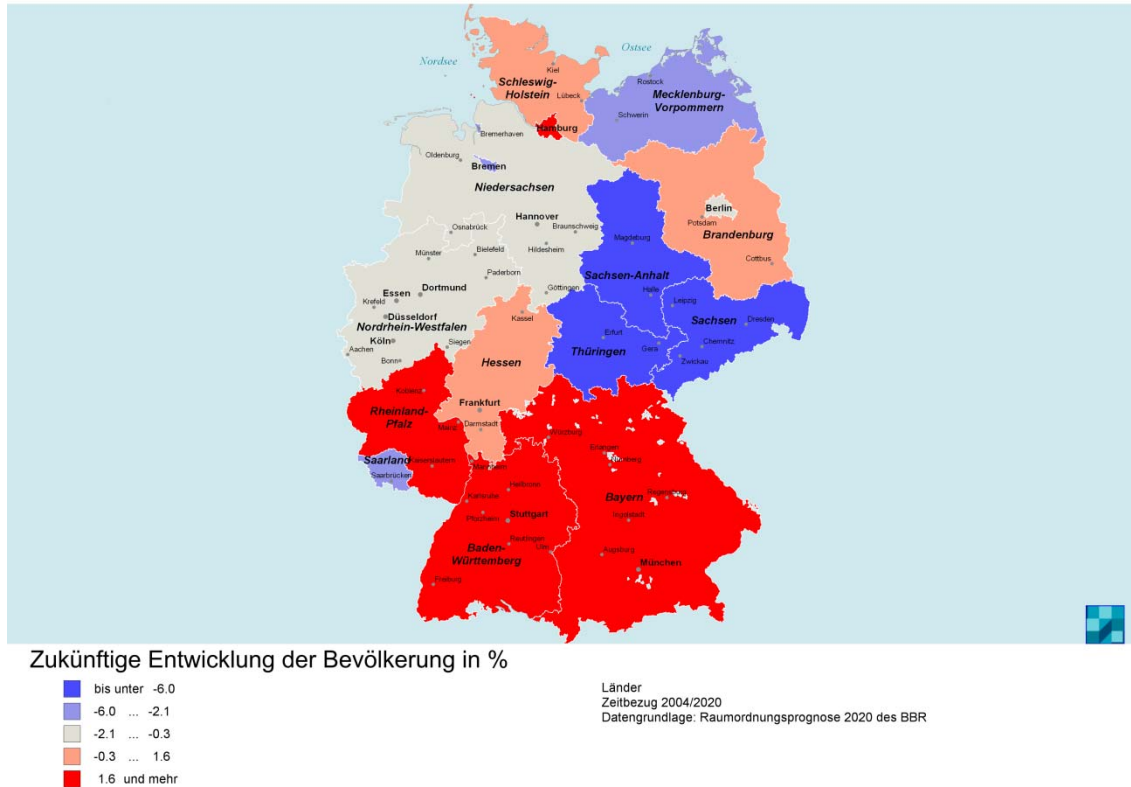 Nordsee
Ostsee
Kiel
Schleswig-
Holstein
Lübeck
Rostock
Mecklenburg-
Vorpommern
Schwerin
Hamburg
Bremerhaven
Oldenburg
Bremen
Niedersachsen
Berlin
Potsdam
Brandenburg
Cottbus
Hannover
Braunschweig
Osnabrück
Hildesheim
Magdeburg
Münster
Bielefeld
Paderborn
Sachsen-Anhalt
Halle
Göttingen
Essen
Dortmund
Krefeld
Düsseldorf
Nordrhein-Westfalen
Köln
Siegen
Aachen
Bonn
Kassel
Leipzig
Sachsen
Dresden
Erfurt
Thüringen
Gera
Chemnitz
Zwickau
Hessen
Koblenz
Frankfurt
Rheinland-
Pfalz
Mainz
Darmstadt
Würzburg
Saarland
Kaiserslautern
Saarbrücken
Mannheim
Erlangen
Nürnberg
Heilbronn
Karlsruhe
Bayern
Regensburg
Pforzheim
Stuttgart
Ingolstadt
Reutlingen
Baden-
Württemberg
Ulm
Augsburg
München
Freiburg
Zukünftige Entwicklung der Bevölkerung in %
bis unter -6.0
-6.0 ... -2.1
-2.1 ... -0.3
-0.3 ... 1.6
1.6 und mehr
Länder
Zeitbezug 2004/2020
Datengrundlage: Raumordnungsprognose 2020 des BBR